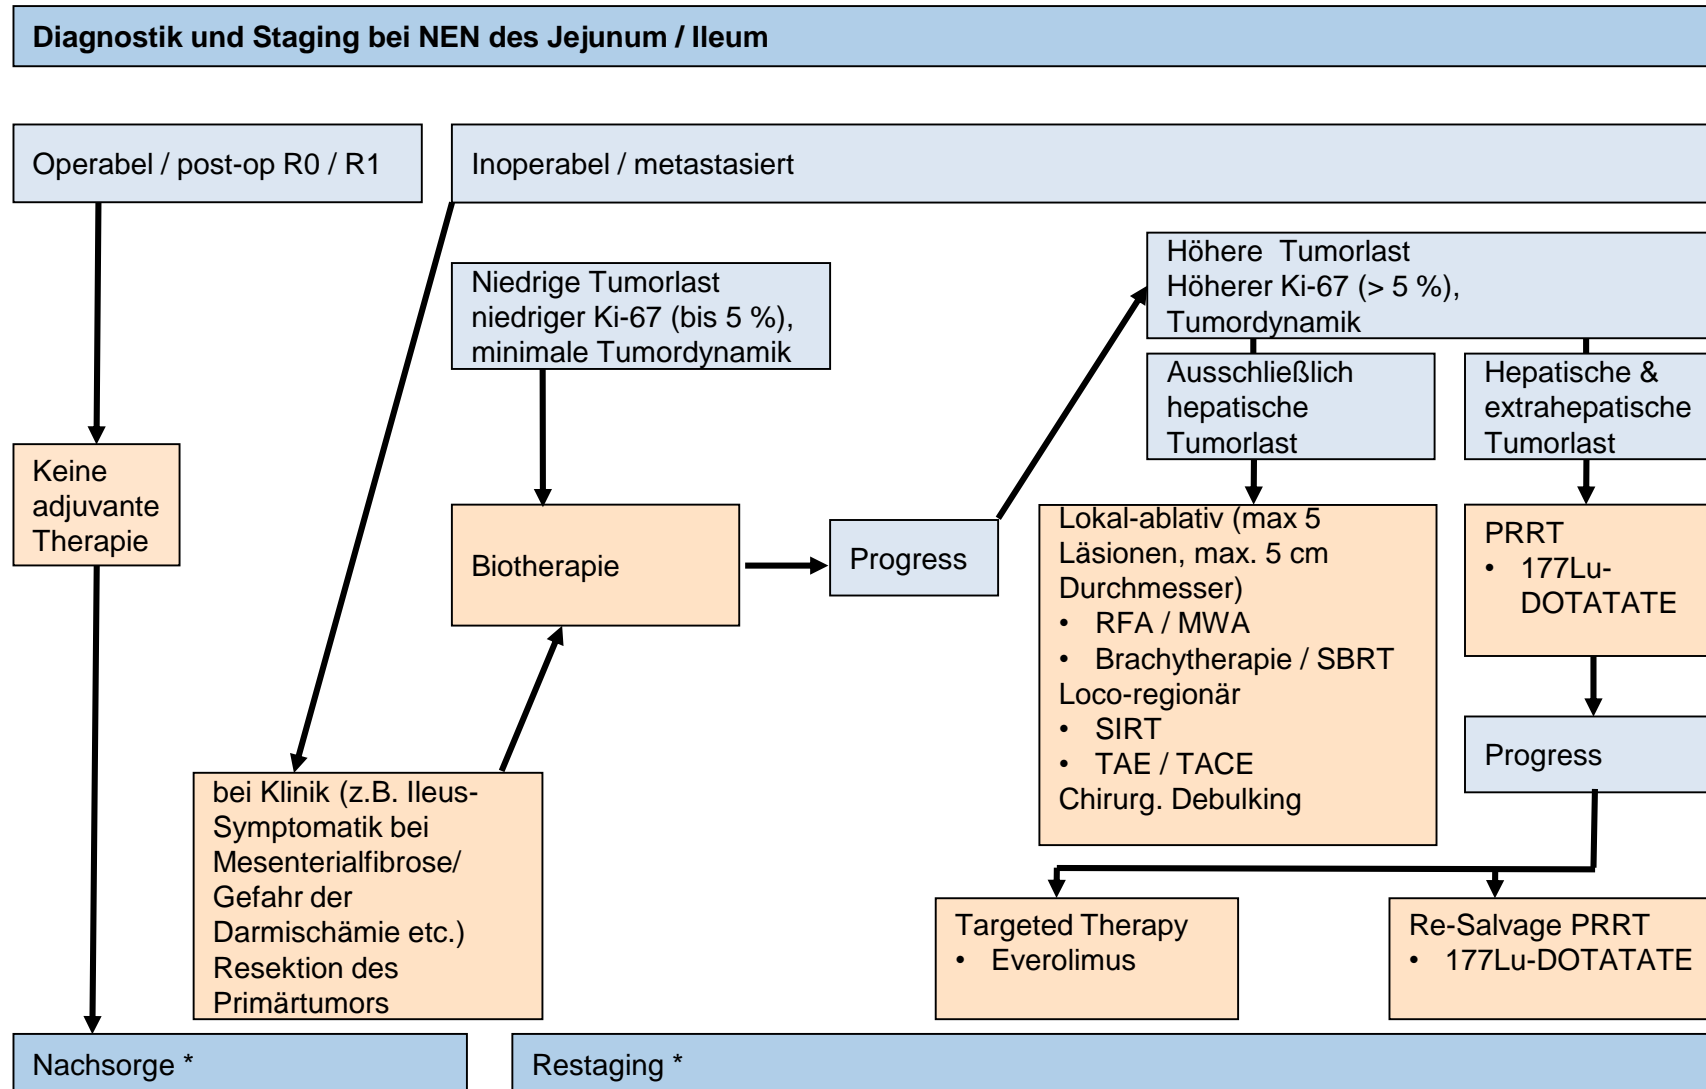 Diagnostik und Staging bei NEN des Jejunum / Ileum
Operabel / post-op R0 / R1
Inoperabel / metastasiert
Niedrige Tumorlast
niedriger Ki-67 (bis 5 %),
minimale Tumordynamik
Höhere  Tumorlast
Höherer Ki-67 (> 5 %),
Tumordynamik
Ausschließlich
hepatische
Tumorlast
Hepatische &
extrahepatische
Tumorlast
Keine
adjuvante
Therapie
Biotherapie
Progress
Lokal-ablativ (max 5
Läsionen, max. 5 cm
Durchmesser)
• RFA / MWA
• Brachytherapie / SBRT
Loco-regionär
• SIRT
• TAE / TACE
Chirurg. Debulking
PRRT
• 177Lu-
DOTATATE
Progress
bei Klinik (z.B. Ileus-
Symptomatik bei
Mesenterialfibrose/
Gefahr der
Darmischämie etc.)
Resektion des
Primärtumors
Targeted Therapy
• Everolimus
Re-Salvage PRRT
• 177Lu-DOTATATE
Nachsorge *
Restaging *